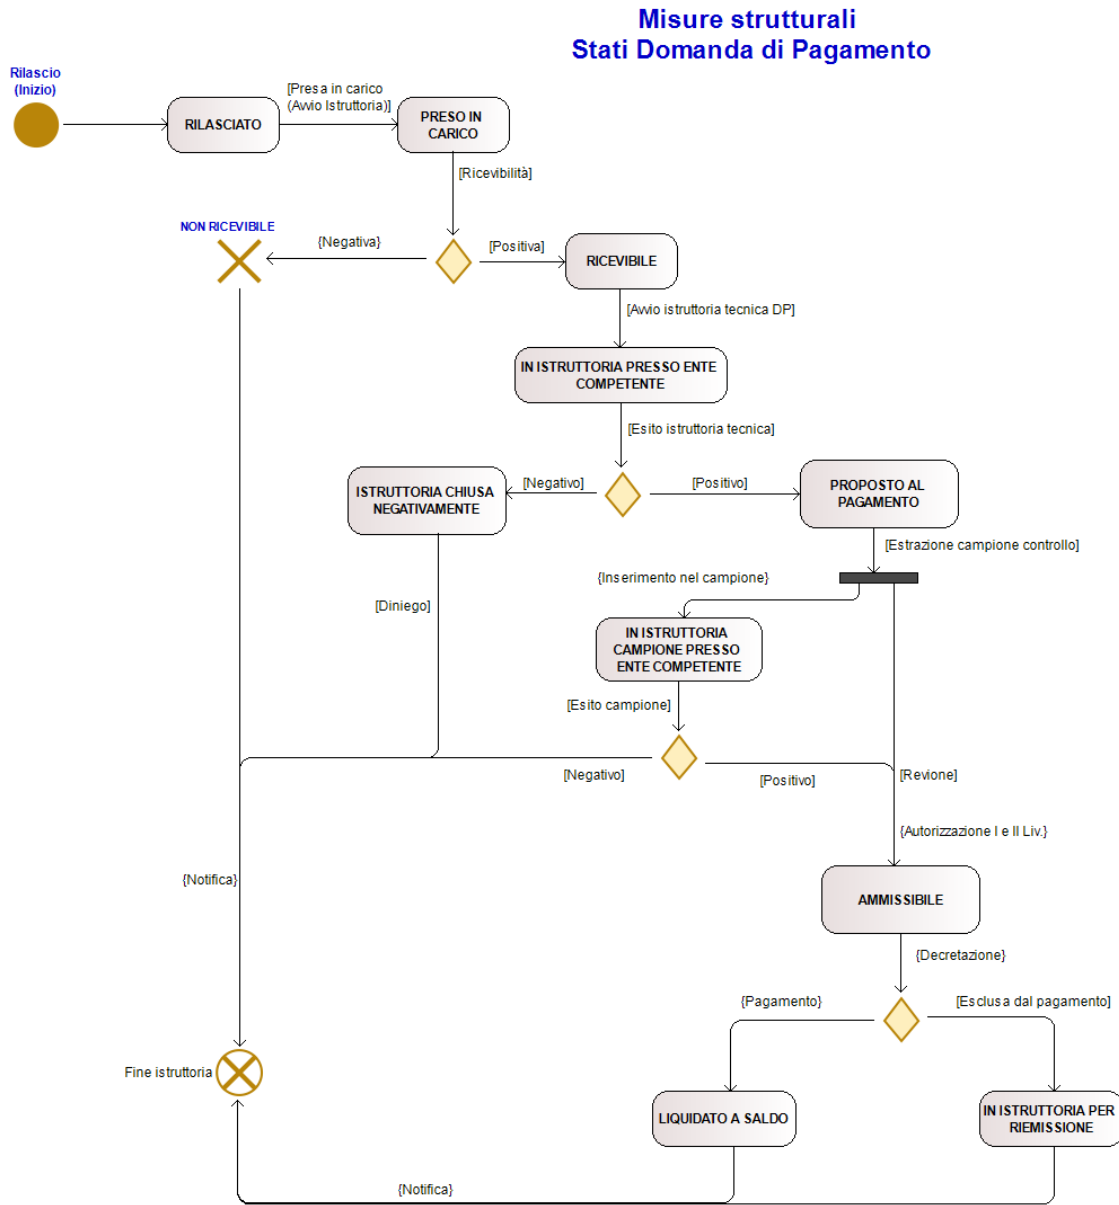 Misure strutturali
Stati Domanda di Pagamento
Rilascio
(Inizio)
RILASCIATO
[Presa in carico
(Avvio Istruttoria)]
PRESO IN
CARICO
[Ricevibilità]
NON RICEVIBILE
{Negativa}
[Positiva]
RICEVIBILE
[Avvio istruttoria tecnica DP]
IN ISTRUTTORIA PRESSO ENTE
COMPETENTE
[Esito istruttoria tecnica]
ISTRUTTORIA CHIUSA
NEGATIVAMENTE
[Negativo]
[Positivo]
PROPOSTO AL
PAGAMENTO
[Estrazione campione controllo]
{Inserimento nel campione}
[Diniego]
IN ISTRUTTORIA
CAMPIONE PRESSO
ENTE COMPETENTE
[Esito campione]
[Negativo]
[Positivo]
[Revione]
{Autorizzazione I e II Liv.}
{Notifica}
AMMISSIBILE
{Decretazione}
{Pagamento}
[Esclusa dal pagamento]
Fine istruttoria
LIQUIDATO A SALDO
IN ISTRUTTORIA PER
RIEMISSIONE
{Notifica}